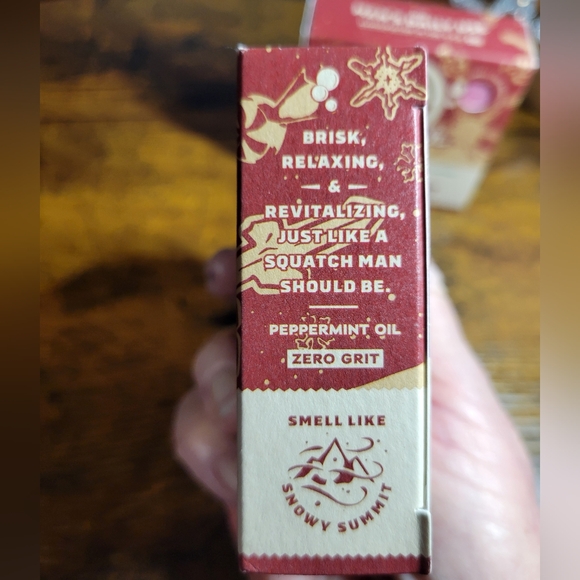 BRISK,
RELAXING,
&
REVITALIZING,
JUST LIKE A
SQUATCH MAN
SHOULD BE.
PEPPERMINT OIL
ZERO GRIT
SMELL LIKE
SNOWY SUMMIT